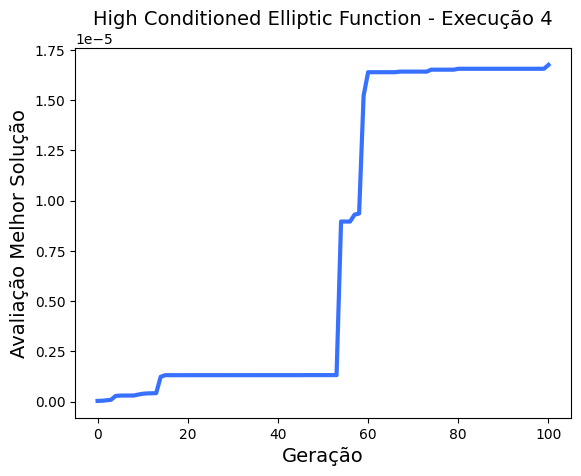 High Conditioned Elliptic Function - Execução 4
1e−5
1.75
1.50
1.25
1.00
0.75
0.50
0.25
0.00
Avaliação Melhor Solução
0 20 40 60 80 100
Geração